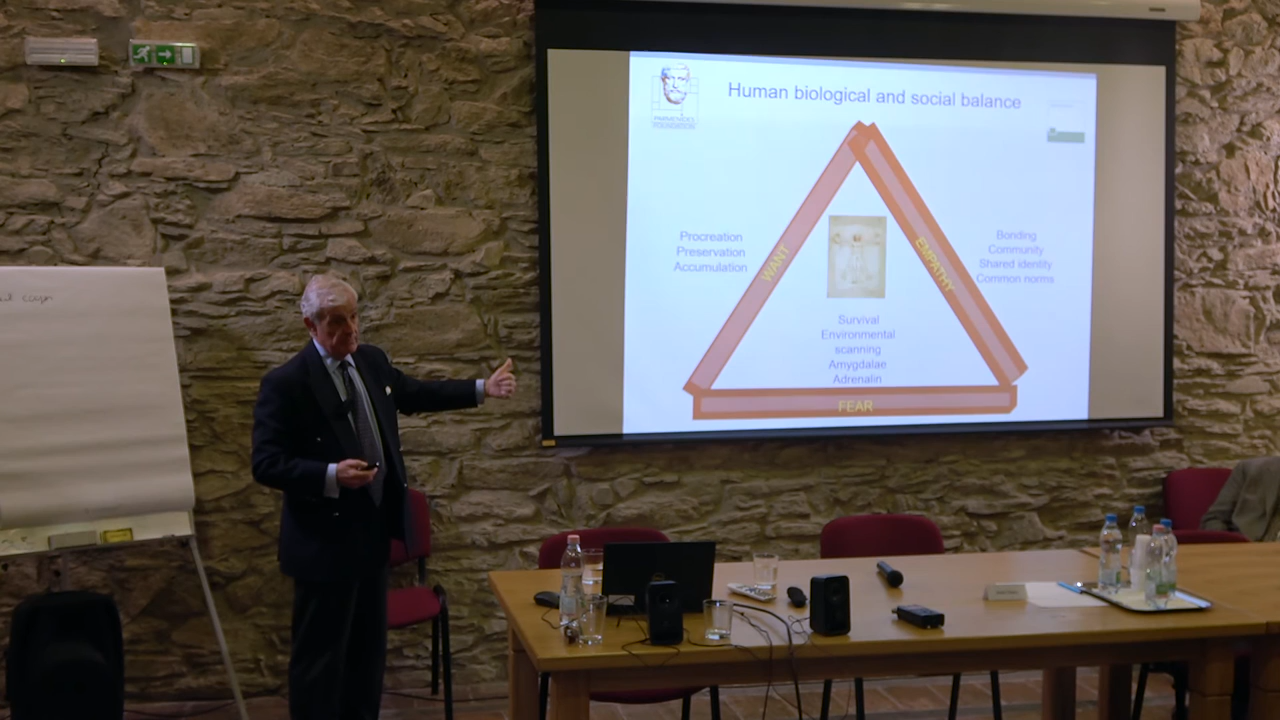 Human biological and social balance
PARMENIDES
FOUNDATION
Procreation
Preservation
Accumulation
WANT
EMPATHY
Bonding
Community
Shared identity
Common norms
Survival
Environmental
scanning
Amygdalae
Adrenalin
FEAR